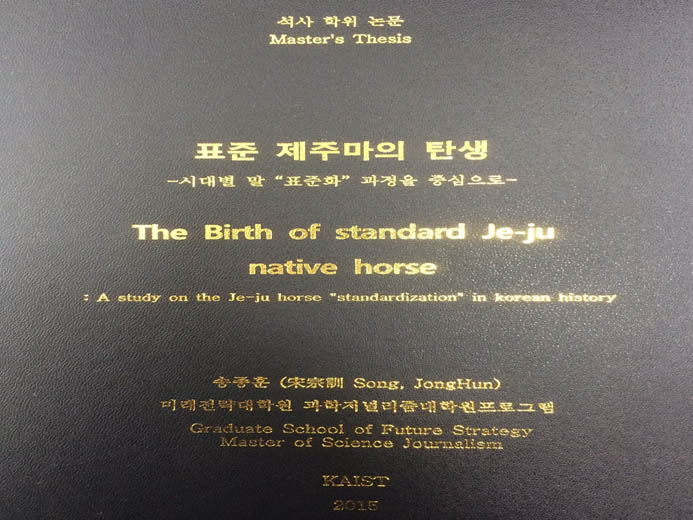 석사 학위 논문
Master's Thesis
표준 제주마의 탄생
-시대별 말 “표준화” 과정을 중심으로-
The Birth of standard Je-ju
native horse
: A study on the Je-ju horse "standardization" in korean history
송종훈 (宋宗訓 Song, JongHun)
미래전략대학원 과학저널리즘대학원프로그램
Graduate School of Future Strategy
Master of Science Journalism
KAIST
2015